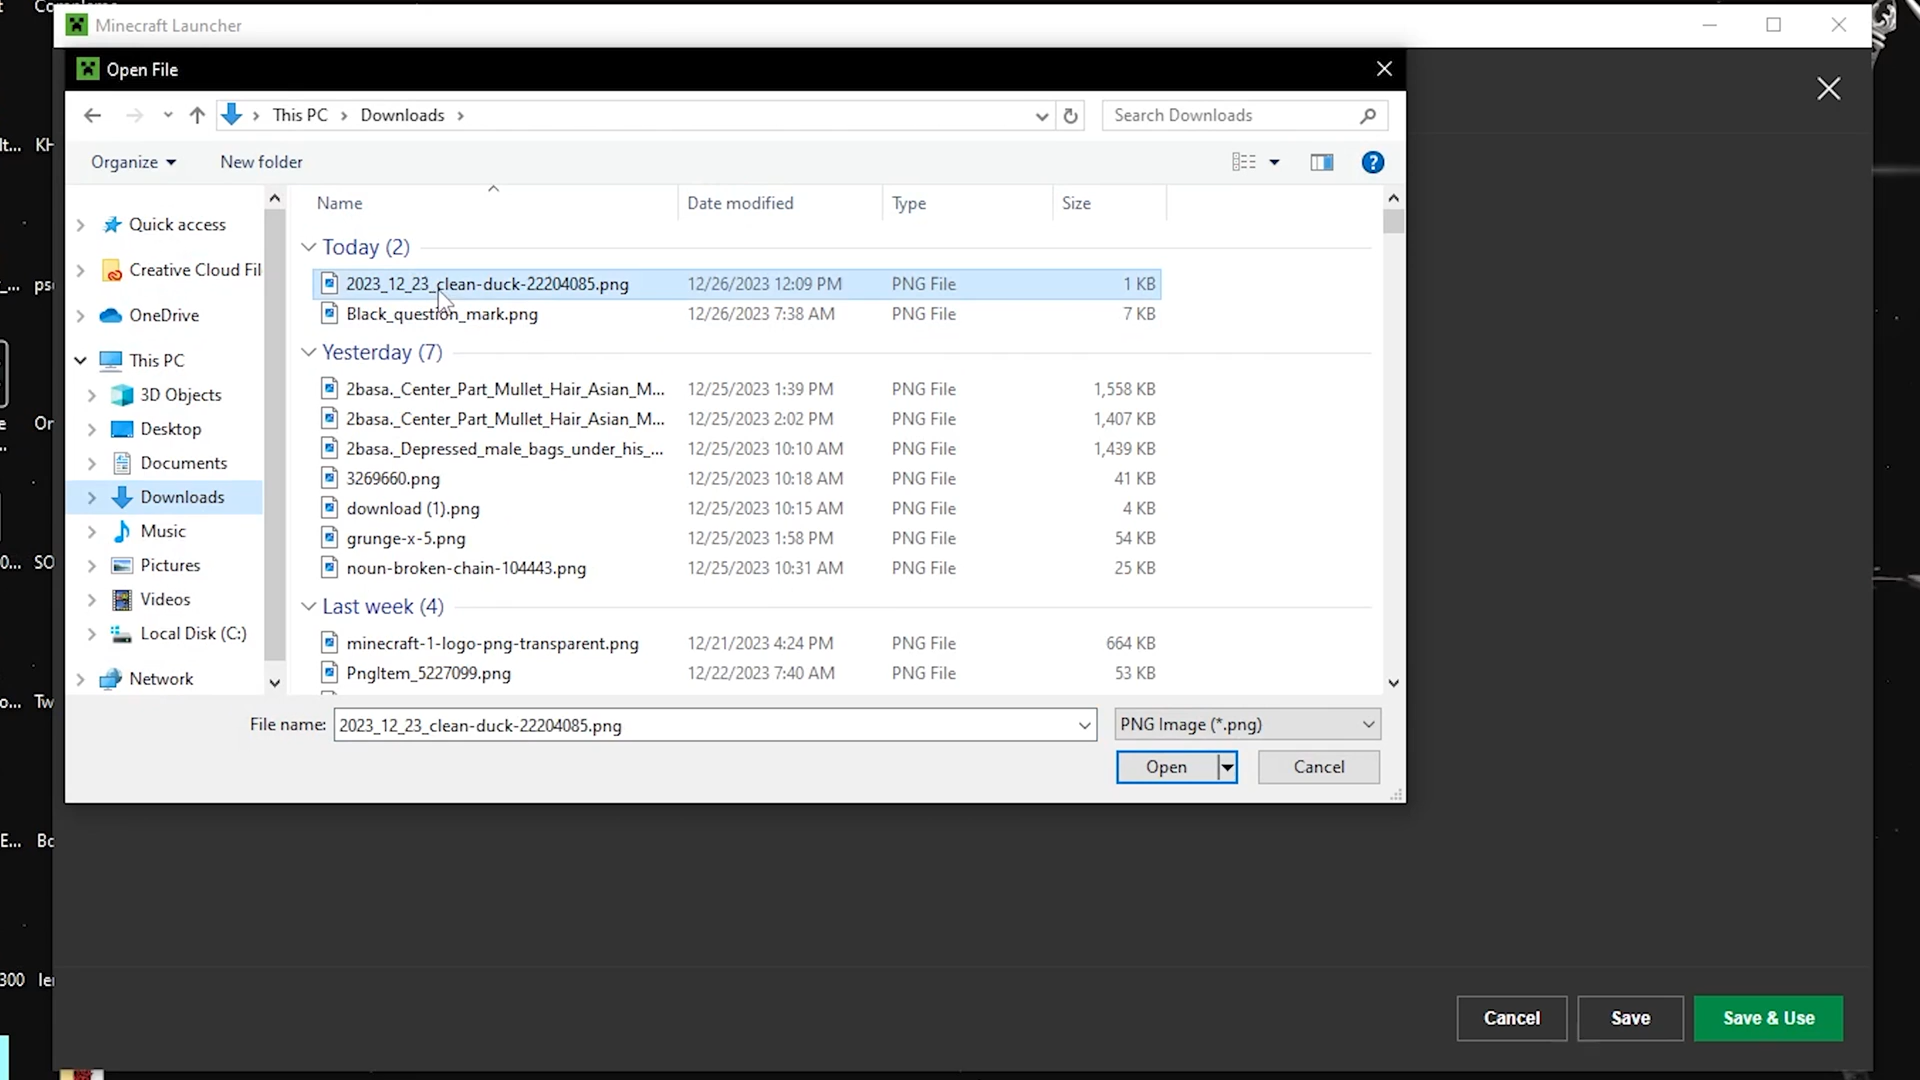 Minecraft Launcher
Open File
This PC
Downloads
Search Downloads
Organize
New folder
Name
Date modified
Type
Size
Quick access
Creative Cloud Fil
OneDrive
This PC
3D Objects
Desktop
Documents
Downloads
Music
Pictures
Videos
Local Disk (C:)
Network
Today (2)
2023_12_23_clean-duck-22204085.png 12/26/2023 12:09 PM PNG File 1 KB
Black_question_mark.png 12/26/2023 7:38 AM PNG File 7 KB
Yesterday (7)
2basa._Center_Part_Mullet_Hair_Asian_M... 12/25/2023 1:39 PM PNG File 1,558 KB
2basa._Center_Part_Mullet_Hair_Asian_M... 12/25/2023 2:02 PM PNG File 1,407 KB
2basa._Depressed_male_bags_under_his_... 12/25/2023 10:10 AM PNG File 1,439 KB
3269660.png 12/25/2023 10:18 AM PNG File 41 KB
download (1).png 12/25/2023 10:15 AM PNG File 4 KB
grunge-x-5.png 12/25/2023 1:58 PM PNG File 54 KB
noun-broken-chain-104443.png 12/25/2023 10:31 AM PNG File 25 KB
Last week (4)
minecraft-1-logo-png-transparent.png 12/21/2023 4:24 PM PNG File 664 KB
PngItem_5227099.png 12/22/2023 7:40 AM PNG File 53 KB
File name: 2023_12_23_clean-duck-22204085.png
PNG Image (*.png)
Open
Cancel
Cancel
Save
Save & Use
lt... KH
... pso
Or
0... SO
o... Tw
E... Bo
300 le